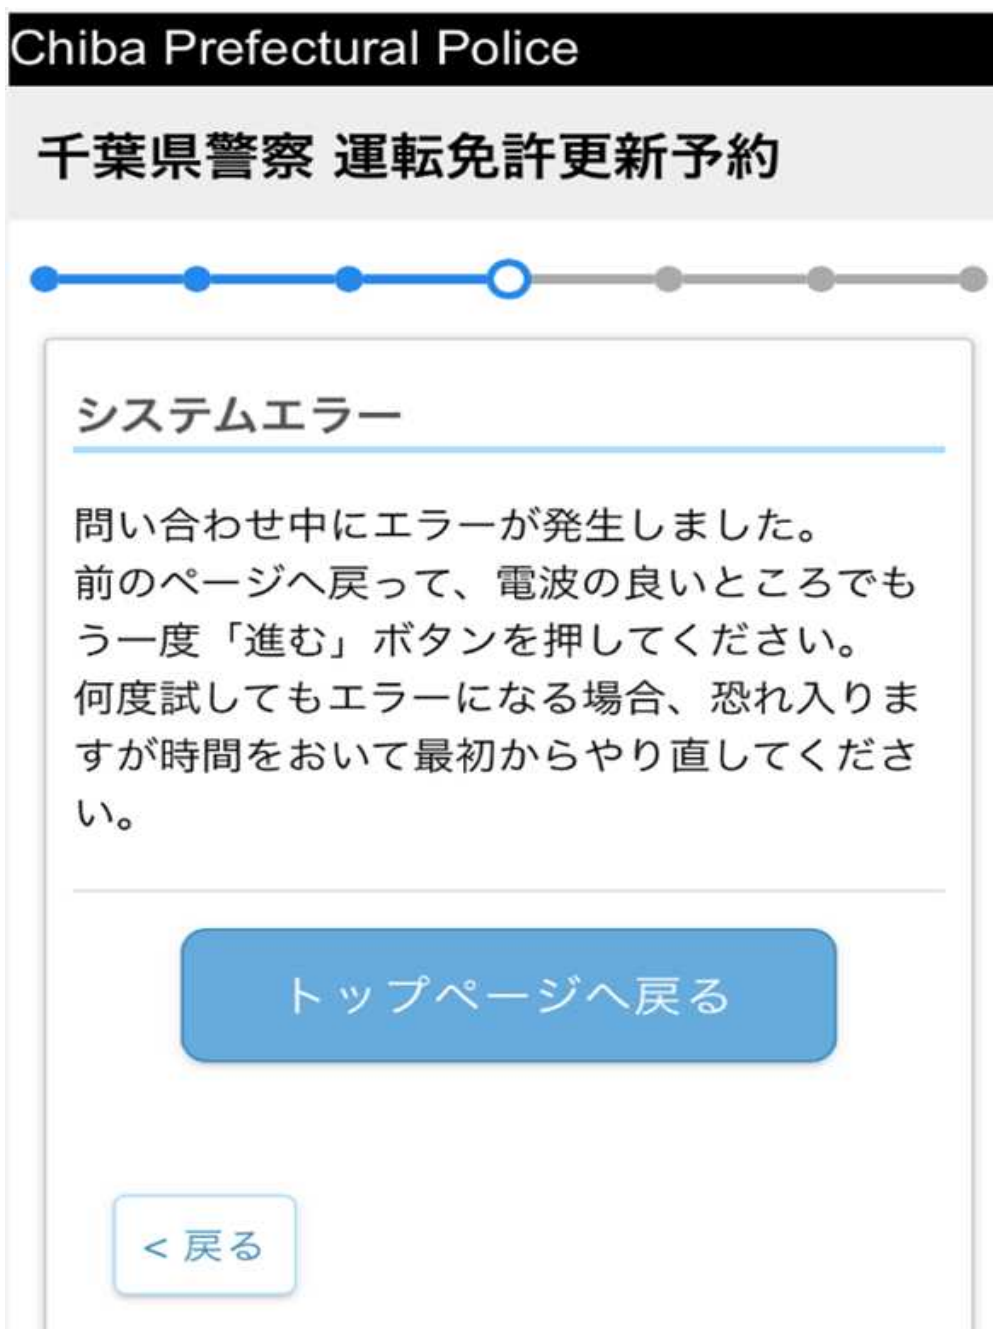 Chiba Prefectural Police
千葉県警察 運転免許更新予約
システムエラー
問い合わせ中にエラーが発生しました。
前のページへ戻って、電波の良いところでも
う一度「進む」ボタンを押してください。
何度試してもエラーになる場合、恐れ入りま
すが時間をおいて最初からやり直してくださ
い。
トップページへ戻る
< 戻る